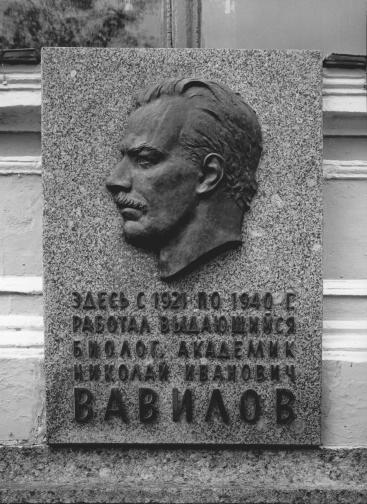 ЗДЕСЬ С 1921 ПО 1940 Г
РАБОТАЛ ВЫДАЮЩИЙСЯ
БИОЛОГ, АКАДЕМИК
НИКОЛАЙ ИВАНОВИЧ
ВАВИЛОВ